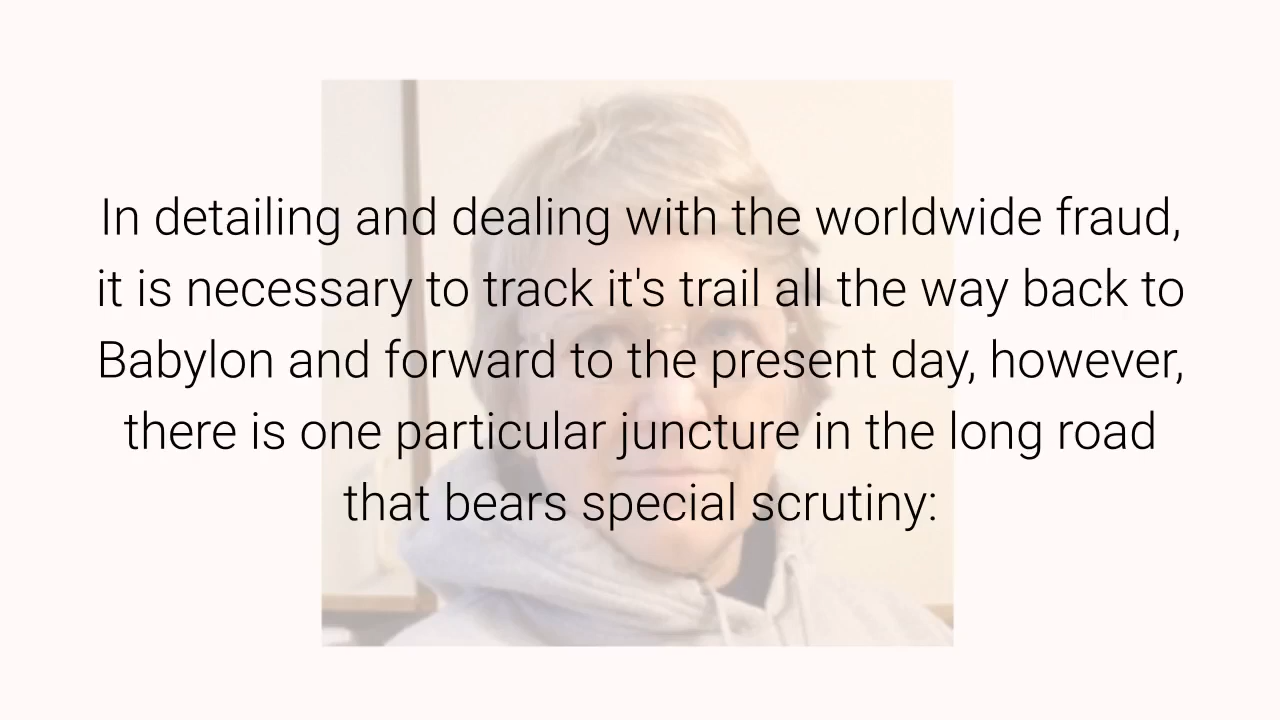 In detailing and dealing with the worldwide fraud,
it is necessary to track it's trail all the way back to
Babylon and forward to the present day, however,
there is one particular juncture in the long road
that bears special scrutiny: